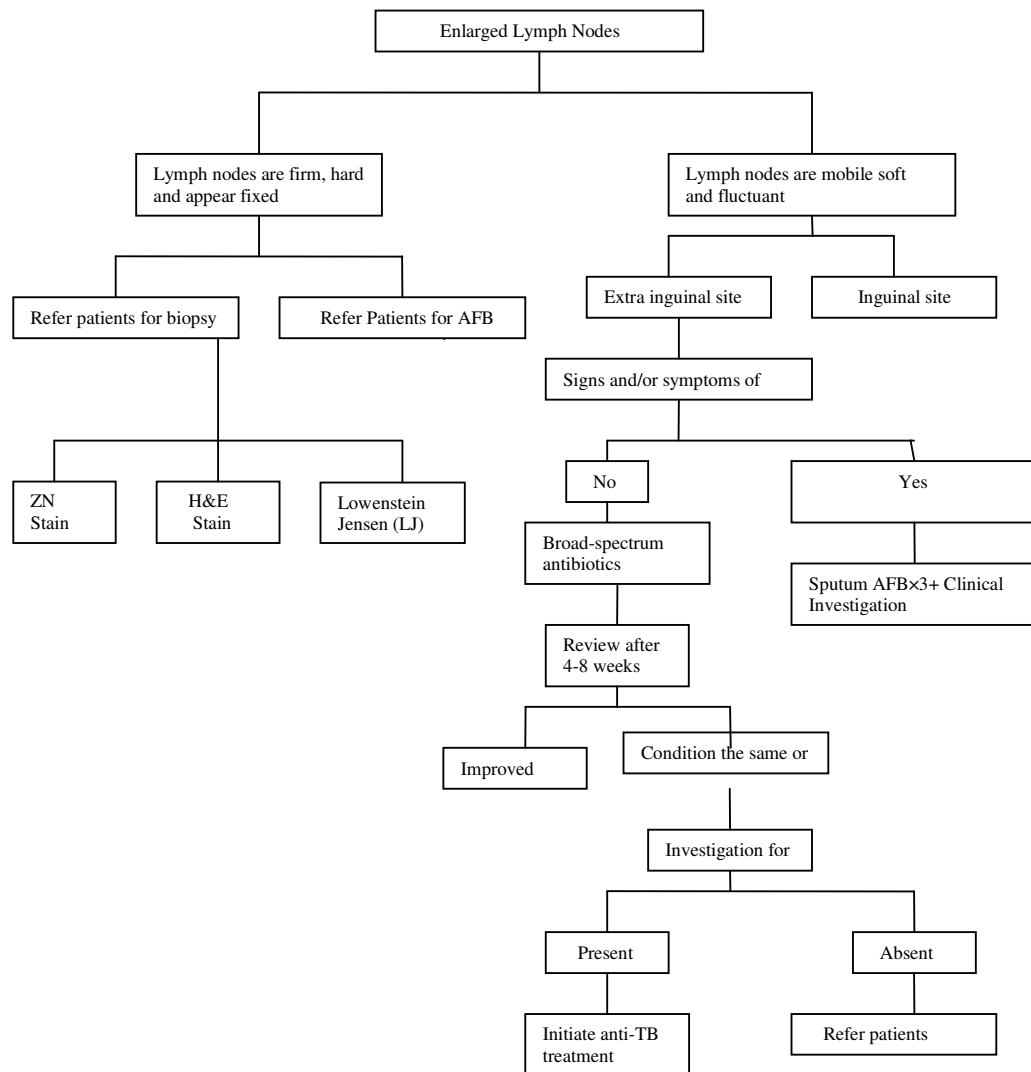 Enlarged Lymph Nodes
Lymph nodes are firm, hard
and appear fixed
Lymph nodes are mobile soft
and fluctuant
Refer patients for biopsy
Refer Patients for AFB
Extra inguinal site
Inguinal site
Signs and/or symptoms of
ZN
Stain
H&E
Stain
Lowenstein
Jensen (LJ)
No
Yes
Broad-spectrum
antibiotics
Sputum AFB×3+ Clinical
Investigation
Review after
4-8 weeks
Improved
Condition the same or
Investigation for
Present
Absent
Initiate anti-TB
treatment
Refer patients